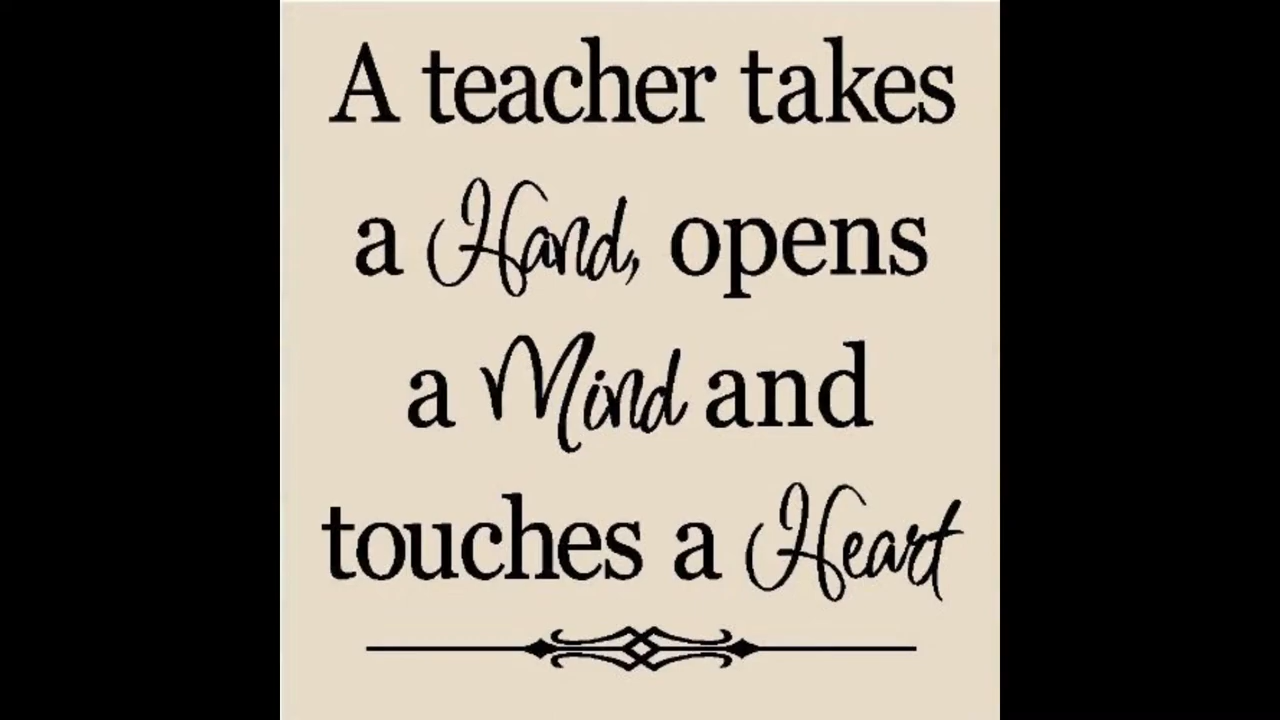 A teacher takes
a Hand, opens
a Mind and
touches a Heart